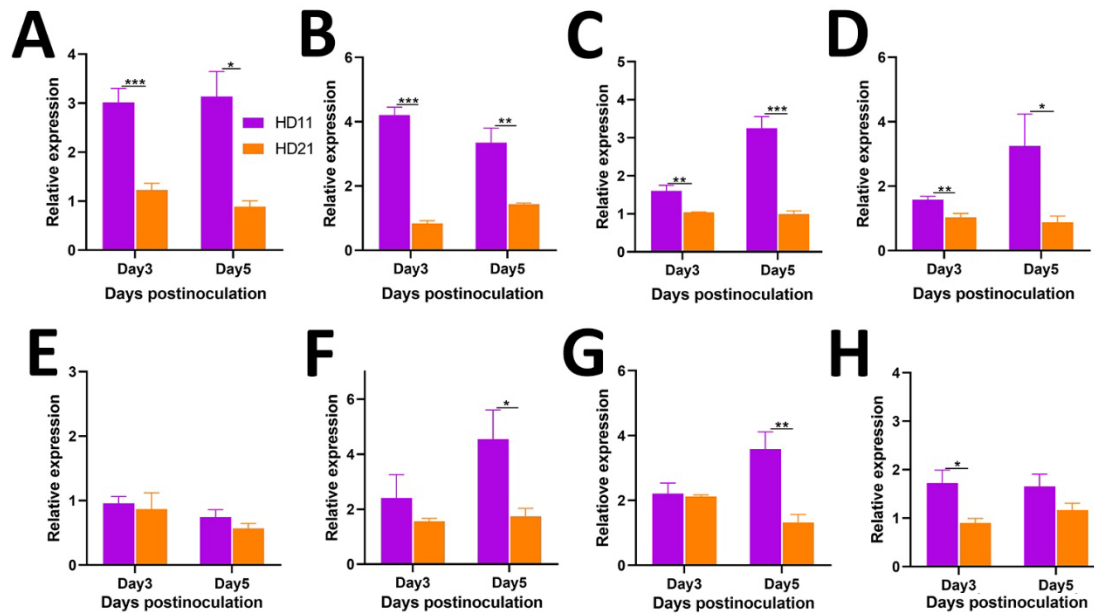 A
B
C
D
Relative expression
4
3
2
1
0
***
*
HD11
HD21
Day3
Day5
Days postinoculation
Relative expression
6
4
2
0
***
**
Day3
Day5
Days postinoculation
Relative expression
5
4
3
2
1
0
**
***
Day3
Day5
Days postinoculation
Relative expression
6
4
2
0
**
*
Day3
Day5
Days postinoculation
E
F
G
H
Relative expression
3
2
1
0
Day3
Day5
Days postinoculation
Relative expression
6
4
2
0
*
Day3
Day5
Days postinoculation
Relative expression
6
4
2
0
**
Day3
Day5
Days postinoculation
Relative expression
4
3
2
1
0
*
Day3
Day5
Days postinoculation